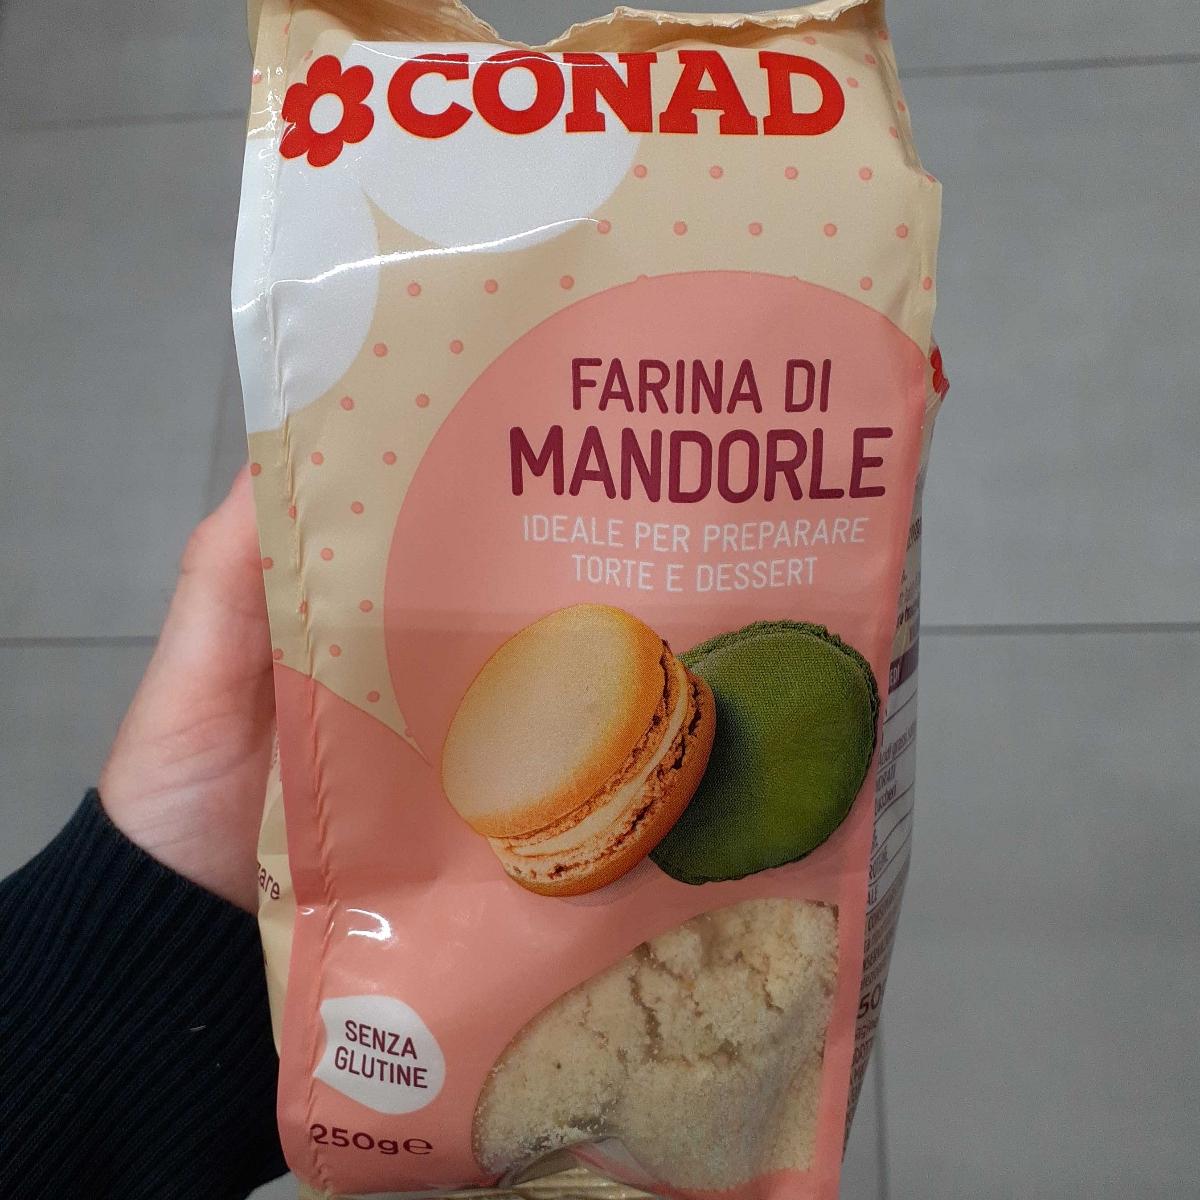 CONAD
FARINA DI
MANDORLE
IDEALE PER PREPARARE
TORTE E DESSERT
SENZA
GLUTINE
250g℮